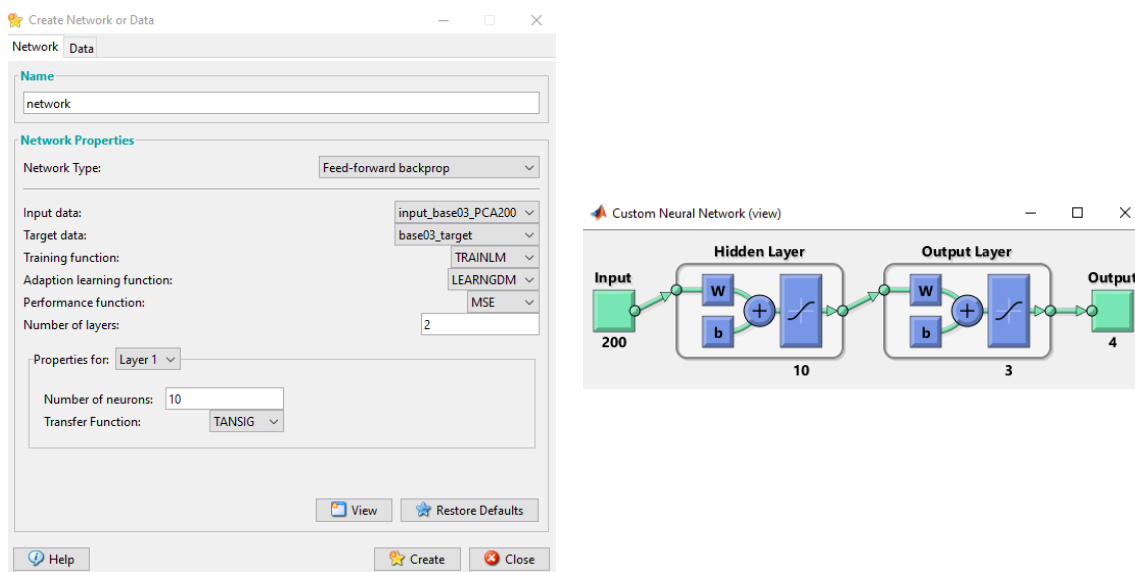 Create Network or Data
Network Data
Name
network
Network Properties
Network Type: Feed-forward backprop
Input data: input_base03_PCA200
Target data: base03_target
Training function: TRAINLM
Adaption learning function: LEARNGDM
Performance function: MSE
Number of layers: 2
Properties for: Layer 1
Number of neurons: 10
Transfer Function: TANSIG
View Restore Defaults
Help Create Close
Custom Neural Network (view)
Hidden Layer Output Layer
Input Output
W W
+ +
b b
200 4
10 3